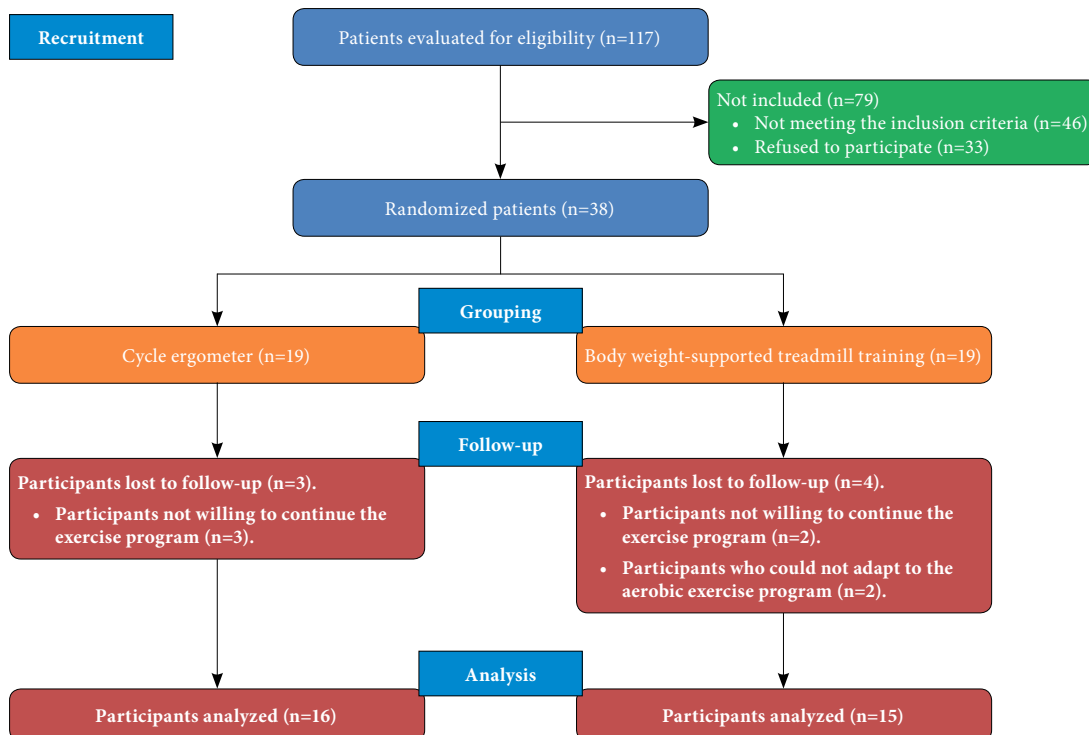 Recruitment
Patients evaluated for eligibility (n=117)
Not included (n=79)
• Not meeting the inclusion criteria (n=46)
• Refused to participate (n=33)
Randomized patients (n=38)
Grouping
Cycle ergometer (n=19)
Body weight-supported treadmill training (n=19)
Follow-up
Participants lost to follow-up (n=3).
• Participants not willing to continue the
exercise program (n=3).
Participants lost to follow-up (n=4).
• Participants not willing to continue the
exercise program (n=2).
• Participants who could not adapt to the
aerobic exercise program (n=2).
Analysis
Participants analyzed (n=16)
Participants analyzed (n=15)